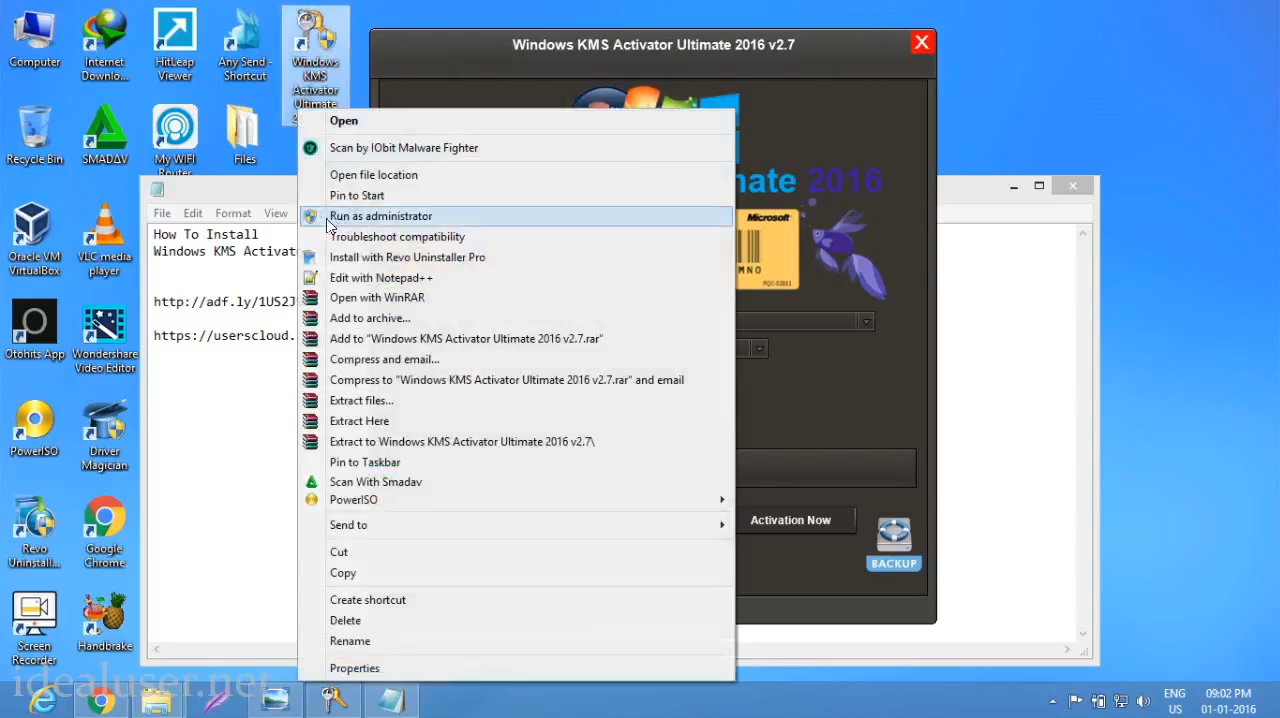 Computer
Internet
Downlo...
HitLeap
Viewer
Any Send -
Shortcut
Windows
KMS
Activator
Ultimate
Recycle Bin
SMADΔV
My WIFI
Router
Files
Oracle VM
VirtualBox
VLC media
player
Otohits App
Wondershare
Video Editor
PowerISO
Driver
Magician
Revo
Uninstall...
Google
Chrome
Screen
Recorder
Handbrake
Windows KMS Activator Ultimate 2016 v2.7
mate 2016
Microsoft
M N O
Activation Now
BACKUP
File Edit Format View
How To Install
Windows KMS Activat
http://adf.ly/1US2J
https://userscloud.
Open
Scan by IObit Malware Fighter
Open file location
Pin to Start
Run as administrator
Troubleshoot compatibility
Install with Revo Uninstaller Pro
Edit with Notepad++
Open with WinRAR
Add to archive...
Add to "Windows KMS Activator Ultimate 2016 v2.7.rar"
Compress and email...
Compress to "Windows KMS Activator Ultimate 2016 v2.7.rar" and email
Extract files...
Extract Here
Extract to Windows KMS Activator Ultimate 2016 v2.7\
Pin to Taskbar
Scan With Smadav
PowerISO
Send to
Cut
Copy
Create shortcut
Delete
Rename
Properties
idealuser.net
ENG
US
09:02 PM
01-01-2016